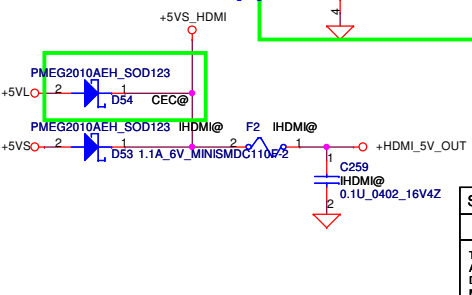 4
+5VS_HDMI
PMEG2010AEH_SOD123
+5VL 2 1
D54 CEC@
PMEG2010AEH_SOD123 IHDMI@ F2 IHDMI@
+5VS 2 1 2 1 +HDMI_5V_OUT
D53 1.1A_6V_MINISMDC110F-2
1 C259
IHDMI@
0.1U_0402_16V4Z
2